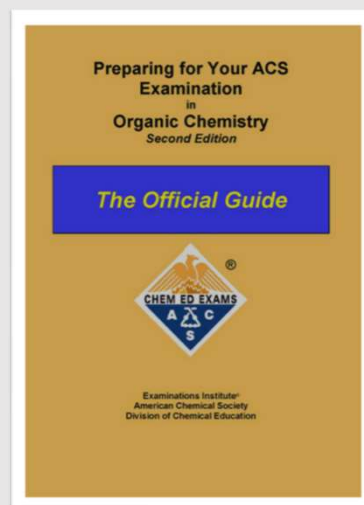 Preparing for Your ACS
Examination
in
Organic Chemistry
Second Edition
The Official Guide
®
CHEM ED EXAMS
A C
S
Examinations Institute®
American Chemical Society
Division of Chemical Education